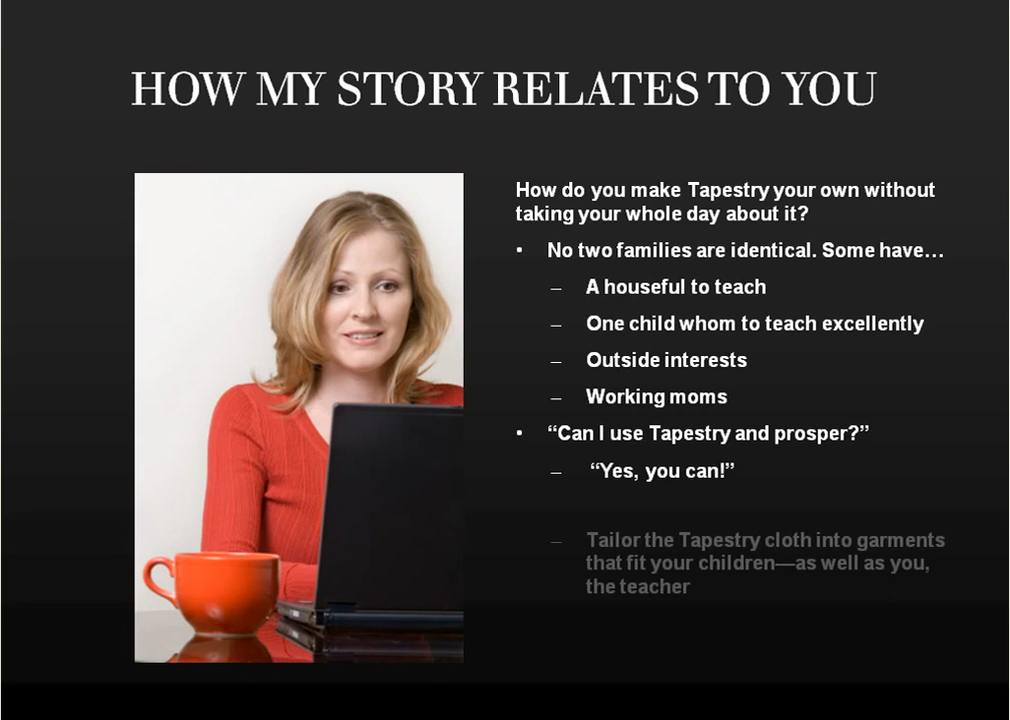 HOW MY STORY RELATES TO YOU
How do you make Tapestry your own without
taking your whole day about it?
• No two families are identical. Some have…
– A houseful to teach
– One child whom to teach excellently
– Outside interests
– Working moms
• “Can I use Tapestry and prosper?”
– “Yes, you can!”
– Tailor the Tapestry cloth into garments
that fit your children—as well as you,
the teacher